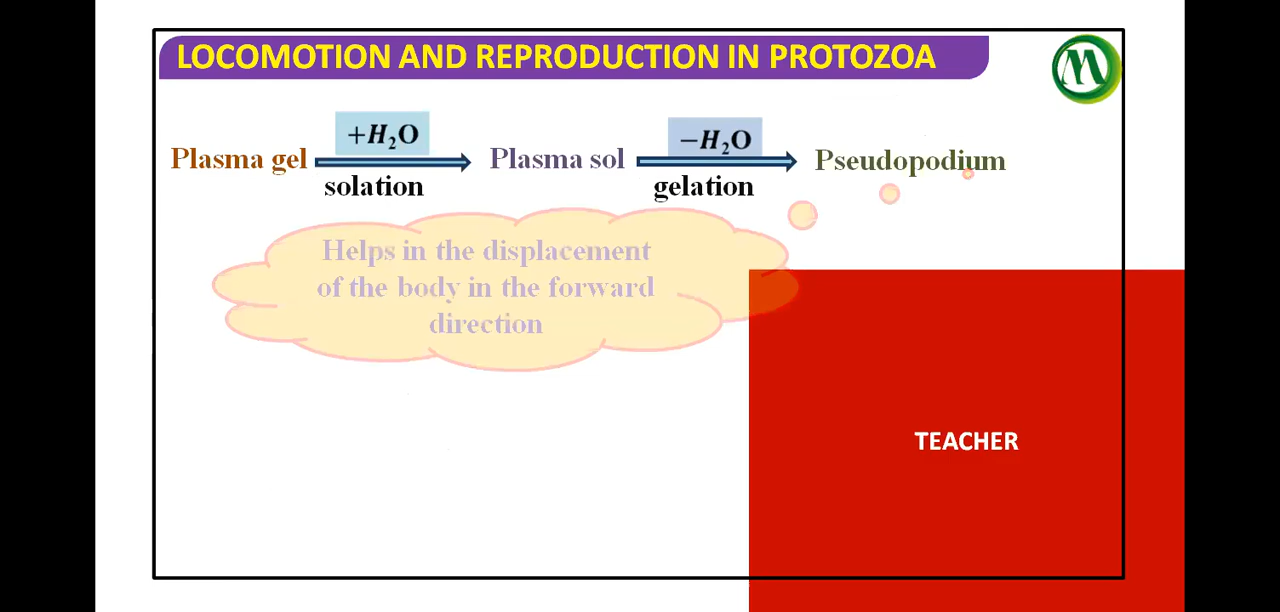 LOCOMOTION AND REPRODUCTION IN PROTOZOA
M
+H₂O
−H₂O
Plasma gel Plasma sol Pseudopodium
solation gelation
Helps in the displacement
of the body in the forward
direction
TEACHER